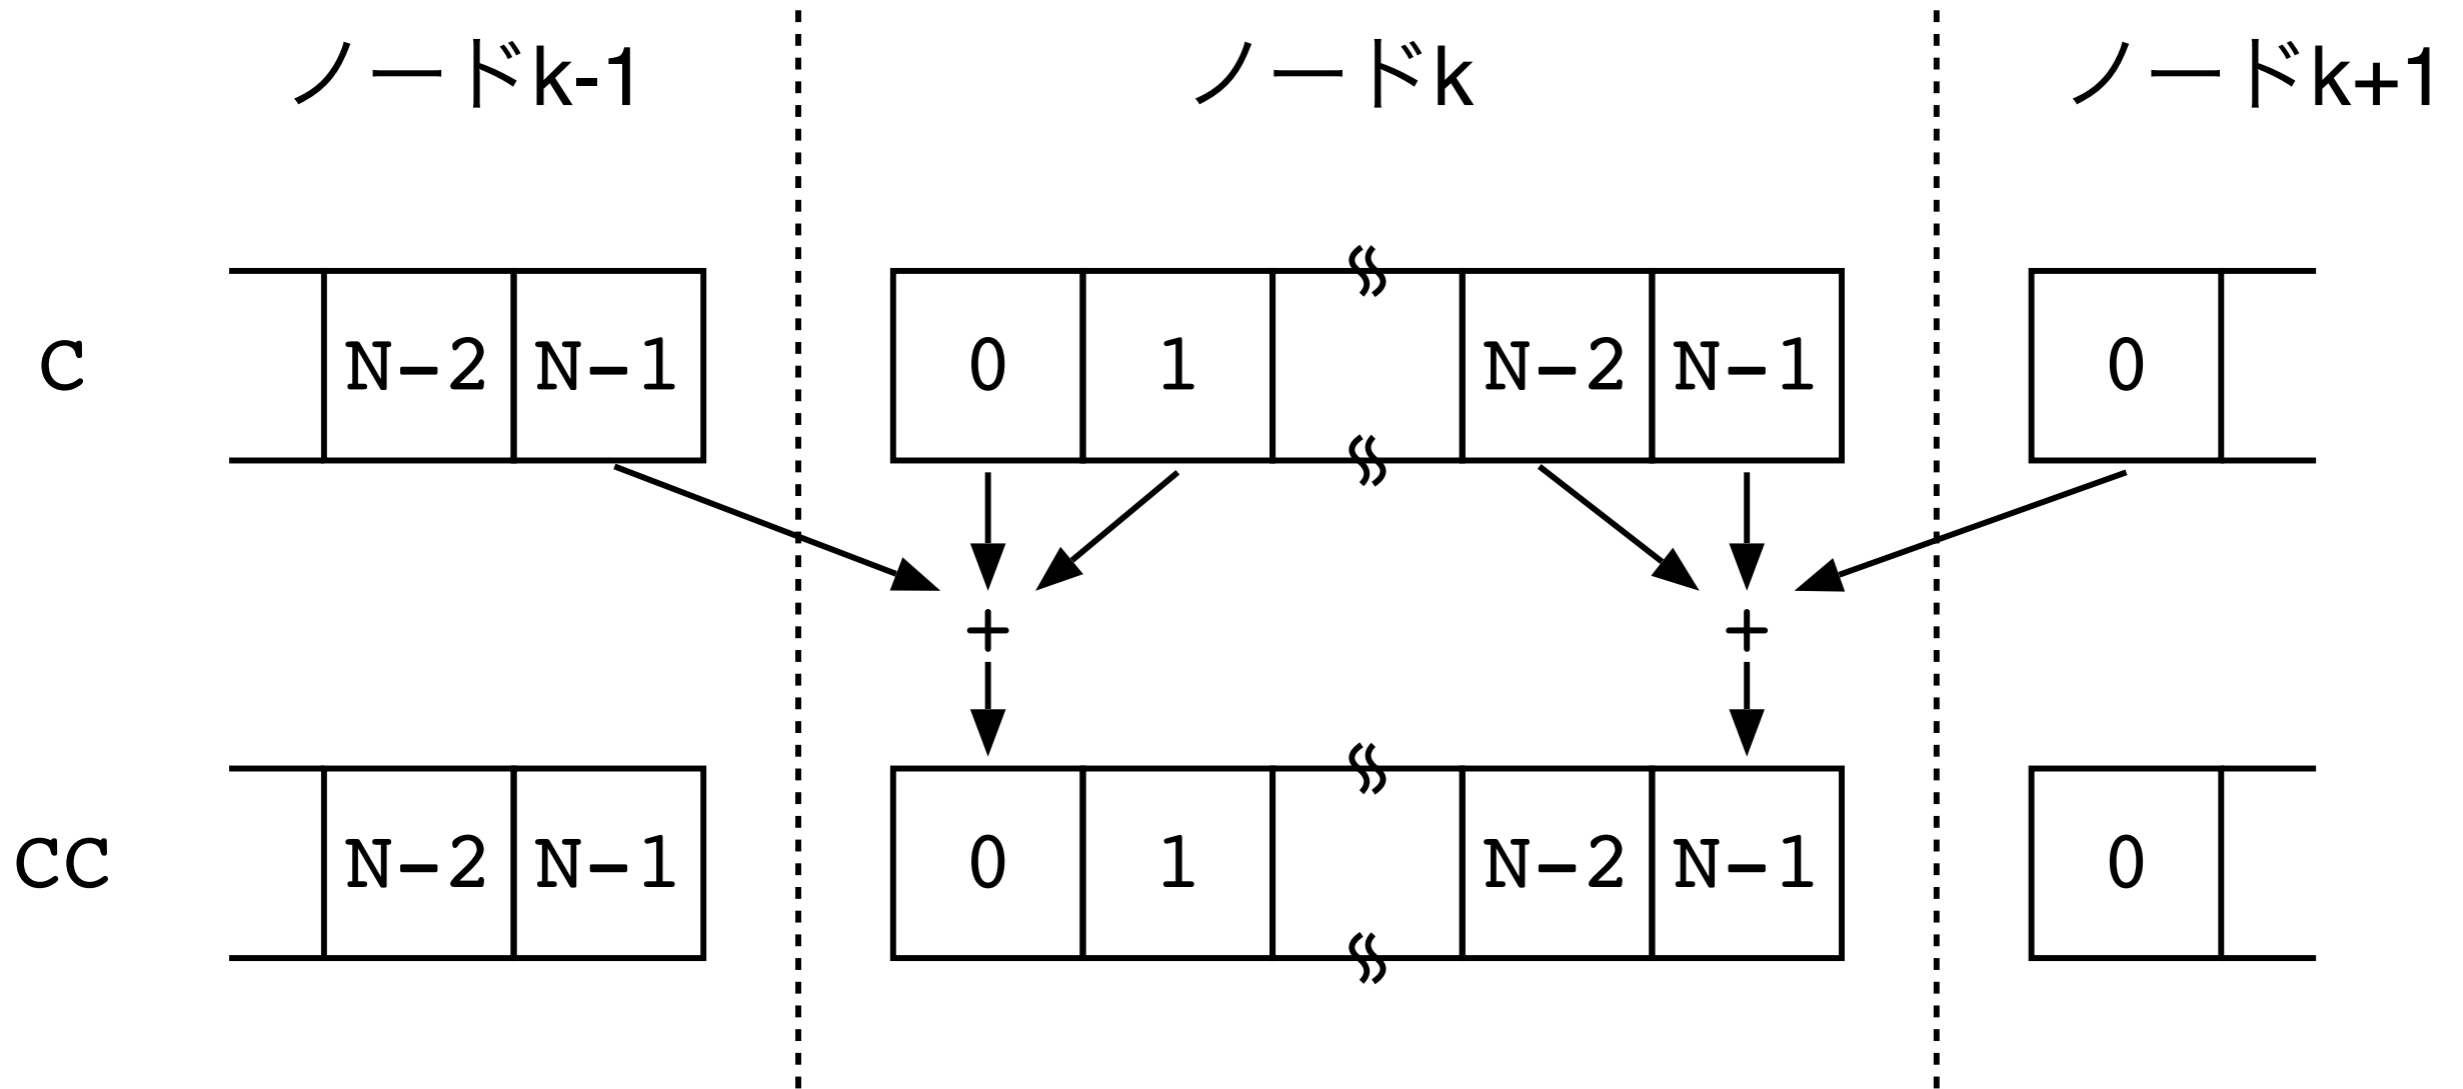 ノードk-1 ノードk ノードk+1
C N-2 N-1 0 1 N-2 N-1 0
+ +
CC N-2 N-1 0 1 N-2 N-1 0